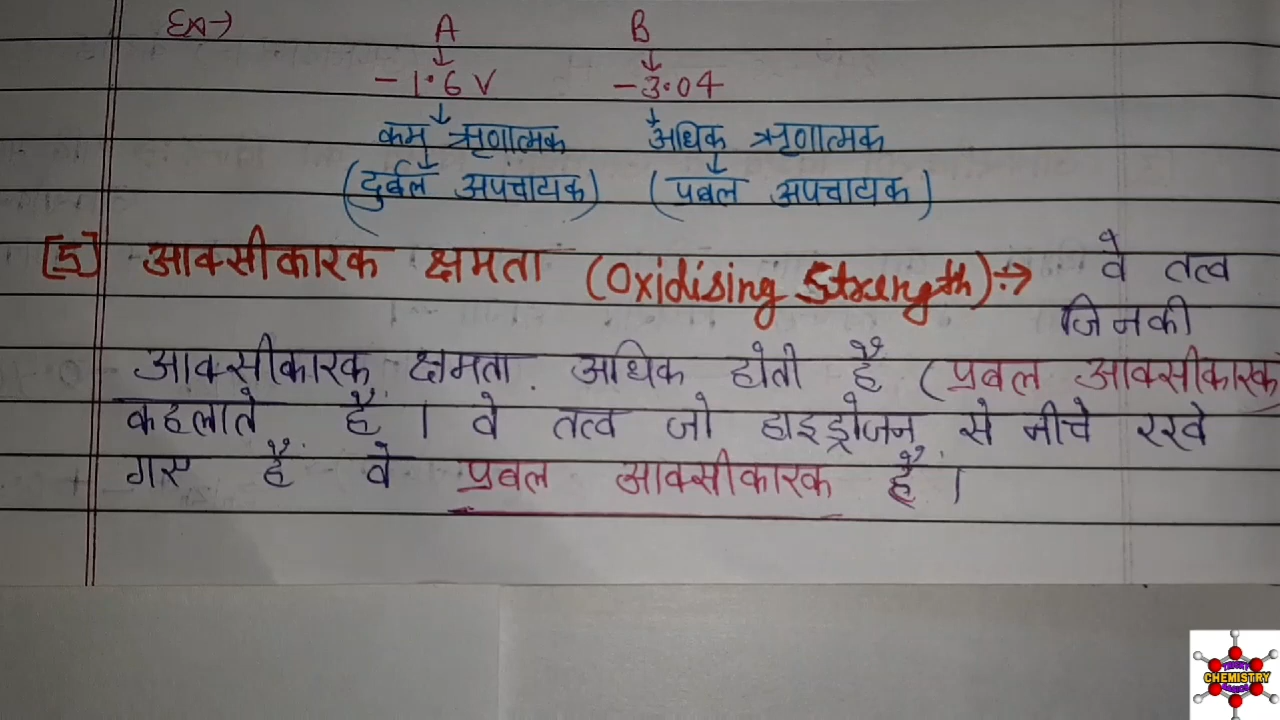 Ex→ A B
↓ ↓
-1.6 V -3.04
↓ ↓
कम ऋणात्मक अधिक ऋणात्मक
↓ ↓
(दुर्बल अपचायक) (प्रबल अपचायक)
[5] आक्सीकारक क्षमता (Oxidising Strength) :→ वे तत्व
जिनकी
आक्सीकारक क्षमता अधिक होती है (प्रबल आक्सीकारक
कहलाते हैं। वे तत्व जो हाइड्रोजन से नीचे रखे
गए हैं वे प्रबल आक्सीकारक हैं।
CHEMISTRY